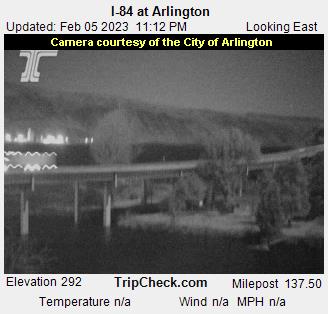 I-84 at Arlington
Updated: Feb 05 2023 11:12 PM Looking East
Camera courtesy of the City of Arlington
Elevation 292 TripCheck.com Milepost 137.50
Temperature n/a Wind n/a MPH n/a